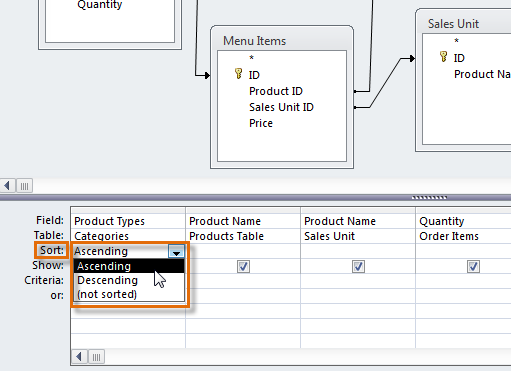 Quantity
Menu Items
*
ID
Product ID
Sales Unit ID
Price
Sales Unit
*
ID
Product Na
Field: Product Types Product Name Product Name Quantity
Table: Categories Products Table Sales Unit Order Items
Sort: Ascending
Show: Ascending
Criteria: Descending
or: (not sorted)